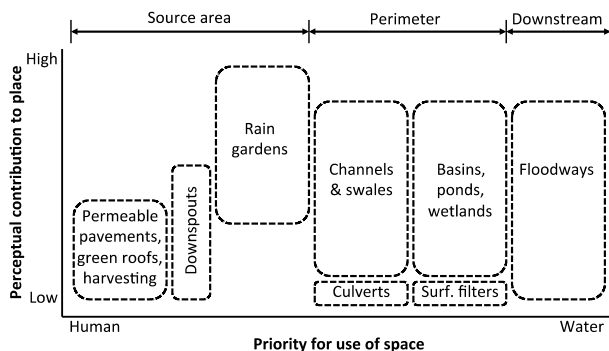 Source area
Perimeter
Downstream
High
Perceptual contribution to place
Low
Permeable
pavements,
green roofs,
harvesting
Downspouts
Rain
gardens
Channels
& swales
Culverts
Basins,
ponds,
wetlands
Surf. filters
Floodways
Human
Water
Priority for use of space